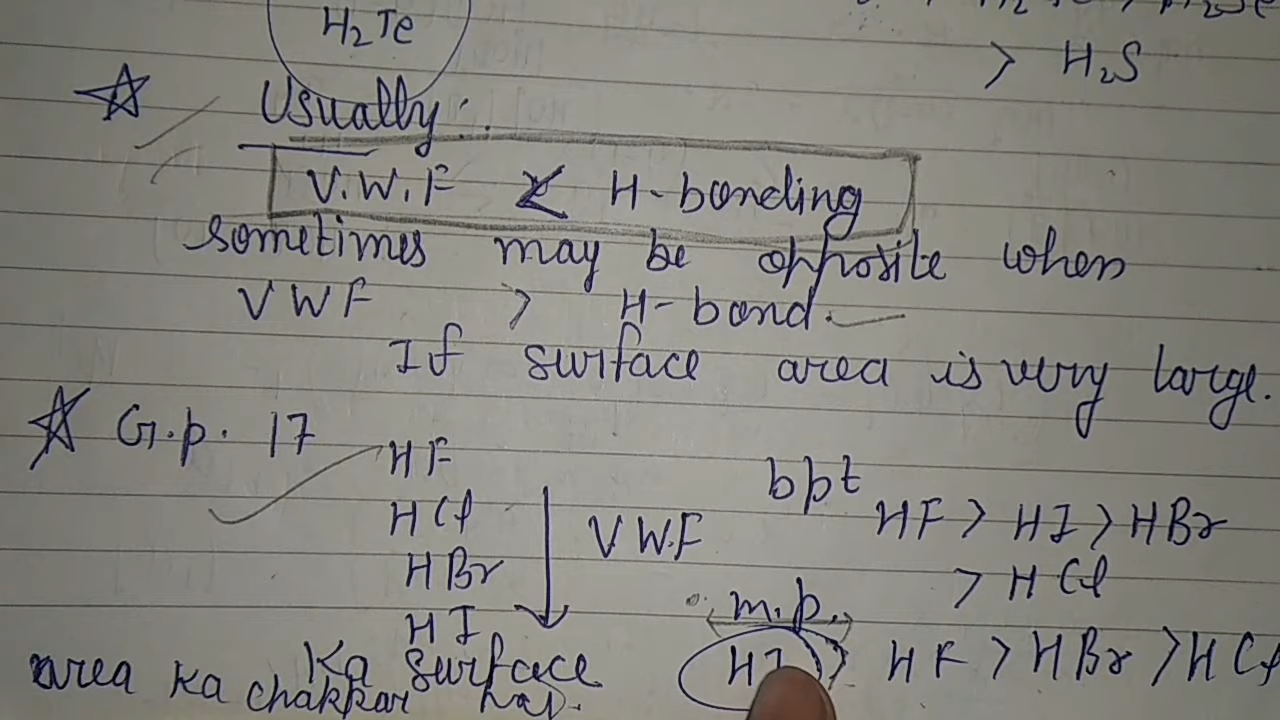 H₂Te
> H₂S
Usually :
V.W.F < H-bonding
sometimes may be opposite when
VWF > H-bond.
If surface area is very large.
G.p. 17
HF
HCl
HBr
HI
VWF
bpt
HF > HI > HBr
> HCl
m.p.
HI > HF > HBr > HCl
Ka surface
area ka chakkar hai.